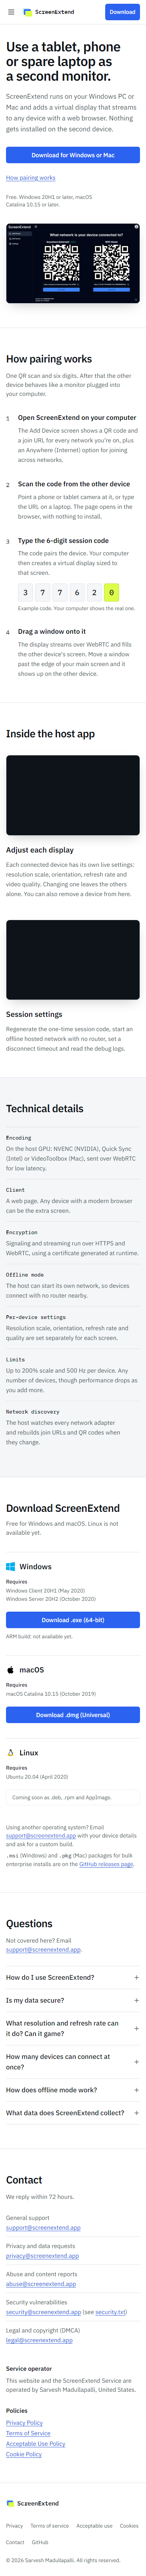 ScreenExtend
Download
Use a tablet, phone
or spare laptop as
a second monitor.
ScreenExtend runs on your Windows PC or
Mac and adds a virtual display that streams
to any device with a web browser. Nothing
gets installed on the second device.
Download for Windows or Mac
How pairing works
Free. Windows 20H1 or later, macOS
Catalina 10.15 or later.
ScreenExtend
What network is your device connected to?
How pairing works
One QR scan and six digits. After that the other
device behaves like a monitor plugged into
your computer.
1
Open ScreenExtend on your computer
The Add Device screen shows a QR code and
a join URL for every network you're on, plus
an Anywhere (Internet) option for joining
across networks.
2
Scan the code from the other device
Point a phone or tablet camera at it, or type
the URL on a laptop. The page opens in the
browser, with nothing to install.
3
Type the 6-digit session code
The code pairs the device. Your computer
then creates a virtual display sized to
that screen.
3 7 7 6 2 0
Example code. Your computer shows the real one.
4
Drag a window onto it
The display streams over WebRTC and fills
the other device's screen. Move a window
past the edge of your main screen and it
shows up on the other device.
Inside the host app
Adjust each display
Each connected device has its own live settings:
resolution scale, orientation, refresh rate and
video quality. Changing one leaves the others
alone. You can also remove a device from here.
Session settings
Regenerate the one-time session code, start an
offline hosted network with no router, set a
disconnect timeout and read the debug logs.
Technical details
Encoding
On the host GPU: NVENC (NVIDIA), Quick Sync
(Intel) or VideoToolbox (Mac), sent over WebRTC
for low latency.
Client
A web page. Any device with a modern browser
can be the extra screen.
Encryption
Signaling and streaming run over HTTPS and
WebRTC, using a certificate generated at runtime.
Offline mode
The host can start its own network, so devices
connect with no router nearby.
Per-device settings
Resolution scale, orientation, refresh rate and
quality are set separately for each screen.
Limits
Up to 200% scale and 500 Hz per device. Any
number of devices, though performance drops as
you add more.
Network discovery
The host watches every network adapter
and rebuilds join URLs and QR codes when
they change.
Download ScreenExtend
Free for Windows and macOS. Linux is not
available yet.
Windows
Requires
Windows Client 20H1 (May 2020)
Windows Server 20H2 (October 2020)
Download .exe (64-bit)
ARM build: not available yet.
macOS
Requires
macOS Catalina 10.15 (October 2019)
Download .dmg (Universal)
Linux
Requires
Ubuntu 20.04 (April 2020)
Coming soon as .deb, .rpm and AppImage.
Using another operating system? Email
support@screenextend.app with your device details
and ask for a custom build.
.msi (Windows) and .pkg (Mac) packages for bulk
enterprise installs are on the GitHub releases page.
Questions
Not covered here? Email
support@screenextend.app.
How do I use ScreenExtend?
Is my data secure?
What resolution and refresh rate can
it do? Can it game?
How many devices can connect at
once?
How does offline mode work?
What data does ScreenExtend collect?
Contact
We reply within 72 hours.
General support
support@screenextend.app
Privacy and data requests
privacy@screenextend.app
Abuse and content reports
abuse@screenextend.app
Security vulnerabilities
security@screenextend.app (see security.txt)
Legal and copyright (DMCA)
legal@screenextend.app
Service operator
This website and the ScreenExtend Service are
operated by Sarvesh Madullapalli, United States.
Policies
Privacy Policy
Terms of Service
Acceptable Use Policy
Cookie Policy
ScreenExtend
Privacy Terms of service Acceptable use Cookies
Contact GitHub
© 2026 Sarvesh Madullapalli. All rights reserved.